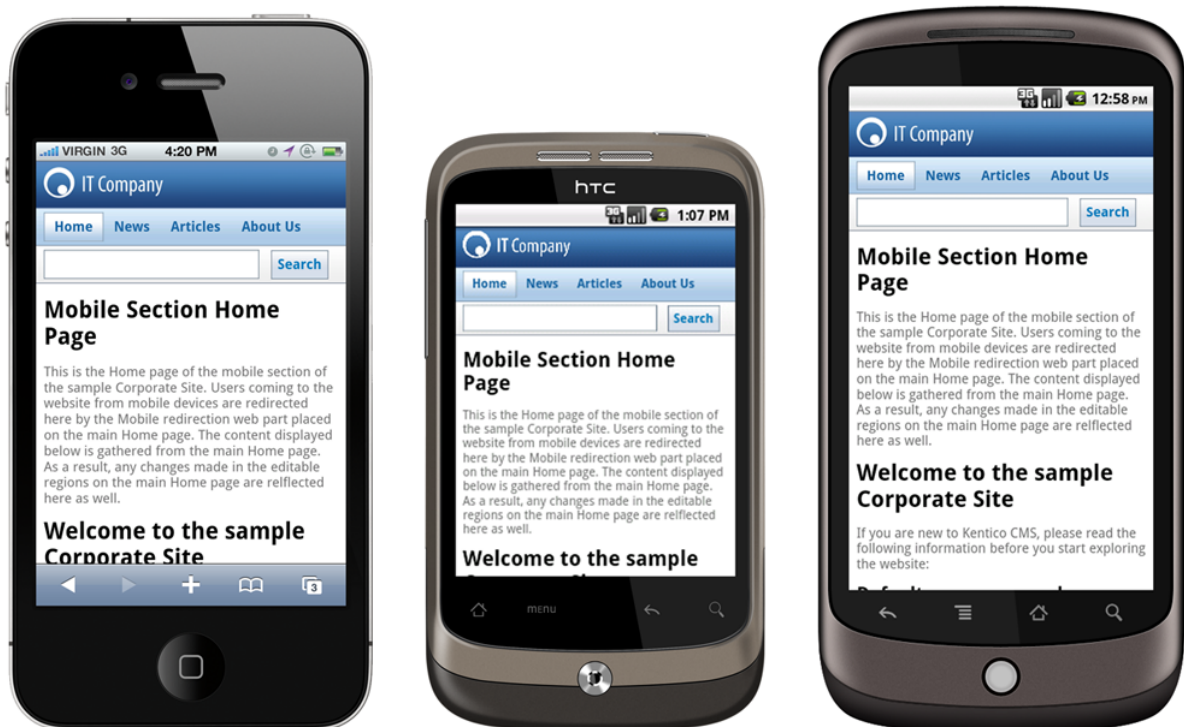 VIRGIN 3G 4:20 PM
IT Company
Home News Articles About Us
Search
Mobile Section Home
Page
This is the Home page of the mobile section of
the sample Corporate Site. Users coming to the
website from mobile devices are redirected
here by the Mobile redirection web part placed
on the main Home page. The content displayed
below is gathered from the main Home page.
As a result, any changes made in the editable
regions on the main Home page are relflected
here as well.
Welcome to the sample
Corporate Site
3
htc
3G 1:07 PM
IT Company
Home News Articles About Us
Search
Mobile Section Home
Page
This is the Home page of the mobile section of
the sample Corporate Site. Users coming to the
website from mobile devices are redirected
here by the Mobile redirection web part placed
on the main Home page. The content displayed
below is gathered from the main Home page.
As a result, any changes made in the editable
regions on the main Home page are relflected
here as well.
Welcome to the sample
MENU
3G 12:58 PM
IT Company
Home News Articles About Us
Search
Mobile Section Home
Page
This is the Home page of the mobile section of
the sample Corporate Site. Users coming to the
website from mobile devices are redirected
here by the Mobile redirection web part placed
on the main Home page. The content displayed
below is gathered from the main Home page.
As a result, any changes made in the editable
regions on the main Home page are relflected
here as well.
Welcome to the sample
Corporate Site
If you are new to Kentico CMS, please read the
following information before you start exploring
the website: